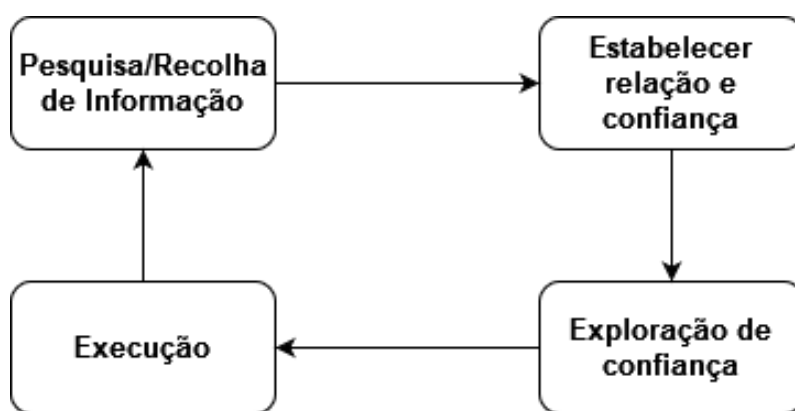 Pesquisa/Recolha
de Informação
Estabelecer
relação e
confiança
Execução
Exploração de
confiança